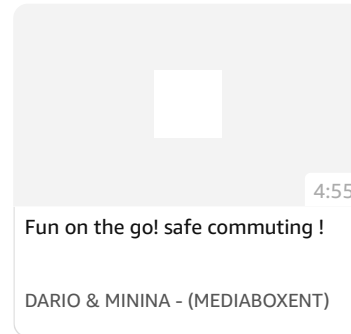 4:55
Fun on the go! safe commuting !
DARIO & MININA - (MEDIABOXENT)